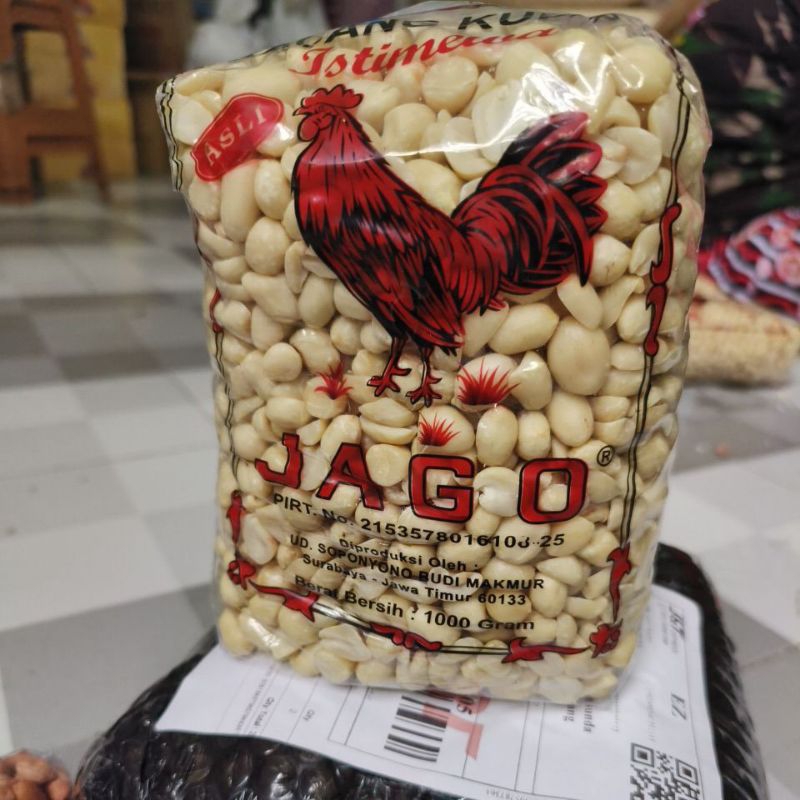 Istimewa
ASLI
JAGO®
PIRT. No. 2153578016108-25
Diproduksi Oleh :
UD. SOPONYONO BUDI MAKMUR
Surabaya - Jawa Timur 60133
Berat Bersih : 1000 Gram
EZ